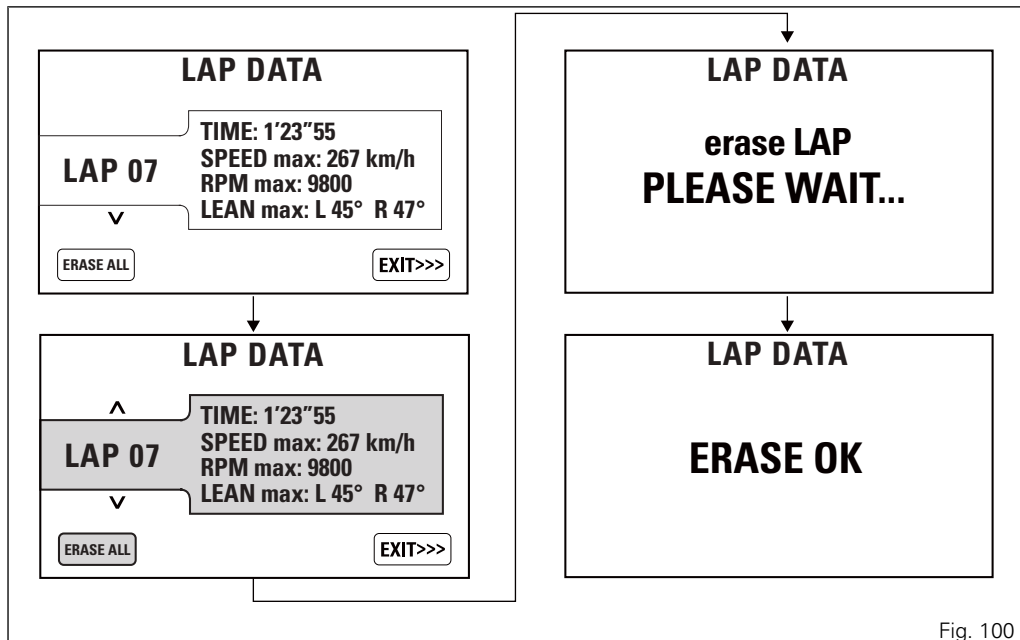 LAP DATA
LAP 07
TIME: 1'23"55
SPEED max: 267 km/h
RPM max: 9800
LEAN max: L 45° R 47°
ERASE ALL
EXIT>>>
LAP DATA
LAP 07
TIME: 1'23"55
SPEED max: 267 km/h
RPM max: 9800
LEAN max: L 45° R 47°
ERASE ALL
EXIT>>>
LAP DATA
erase LAP
PLEASE WAIT...
LAP DATA
ERASE OK
Fig. 100